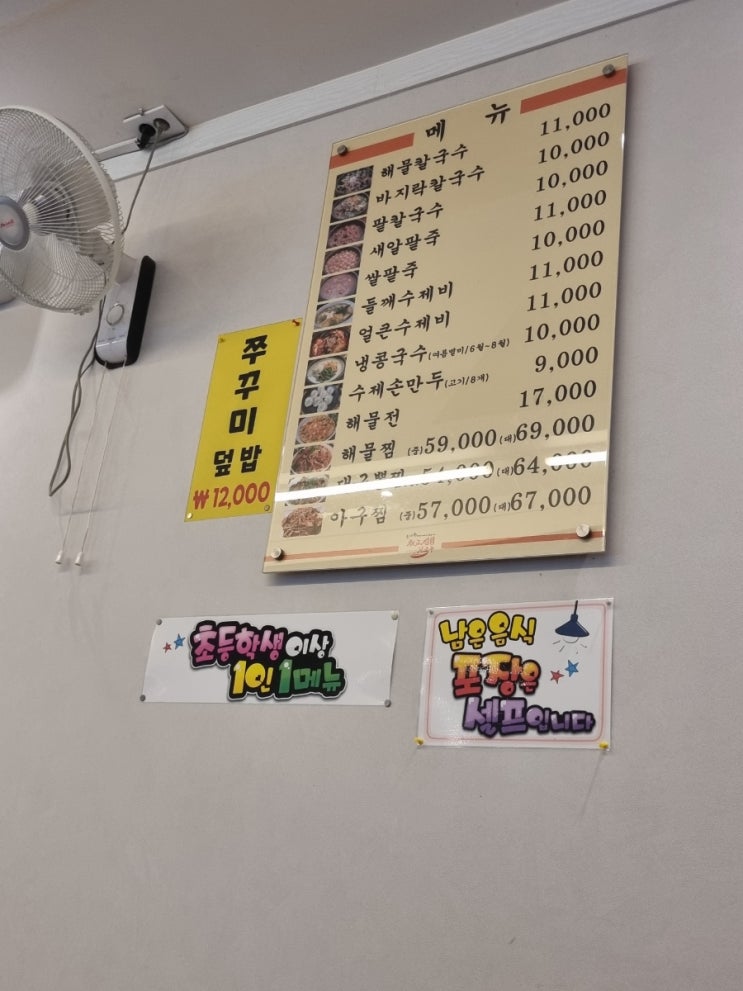 메 뉴
해물칼국수 11,000
바지락칼국수 10,000
팥칼국수 10,000
새알팥죽 11,000
쌀팥죽 10,000
들깨수제비 11,000
얼큰수제비 11,000
냉콩국수(여름별미/6월~8월) 10,000
수제손만두(고기/8개) 9,000
해물전 17,000
해물찜 (중)59,000 (대)69,000
54,000 (대)64,000
아구찜 (중)57,000 (대)67,000
쭈꾸미
덮밥
₩12,000
초등학생이상
1인 1메뉴
남은음식
포장은
셀프입니다